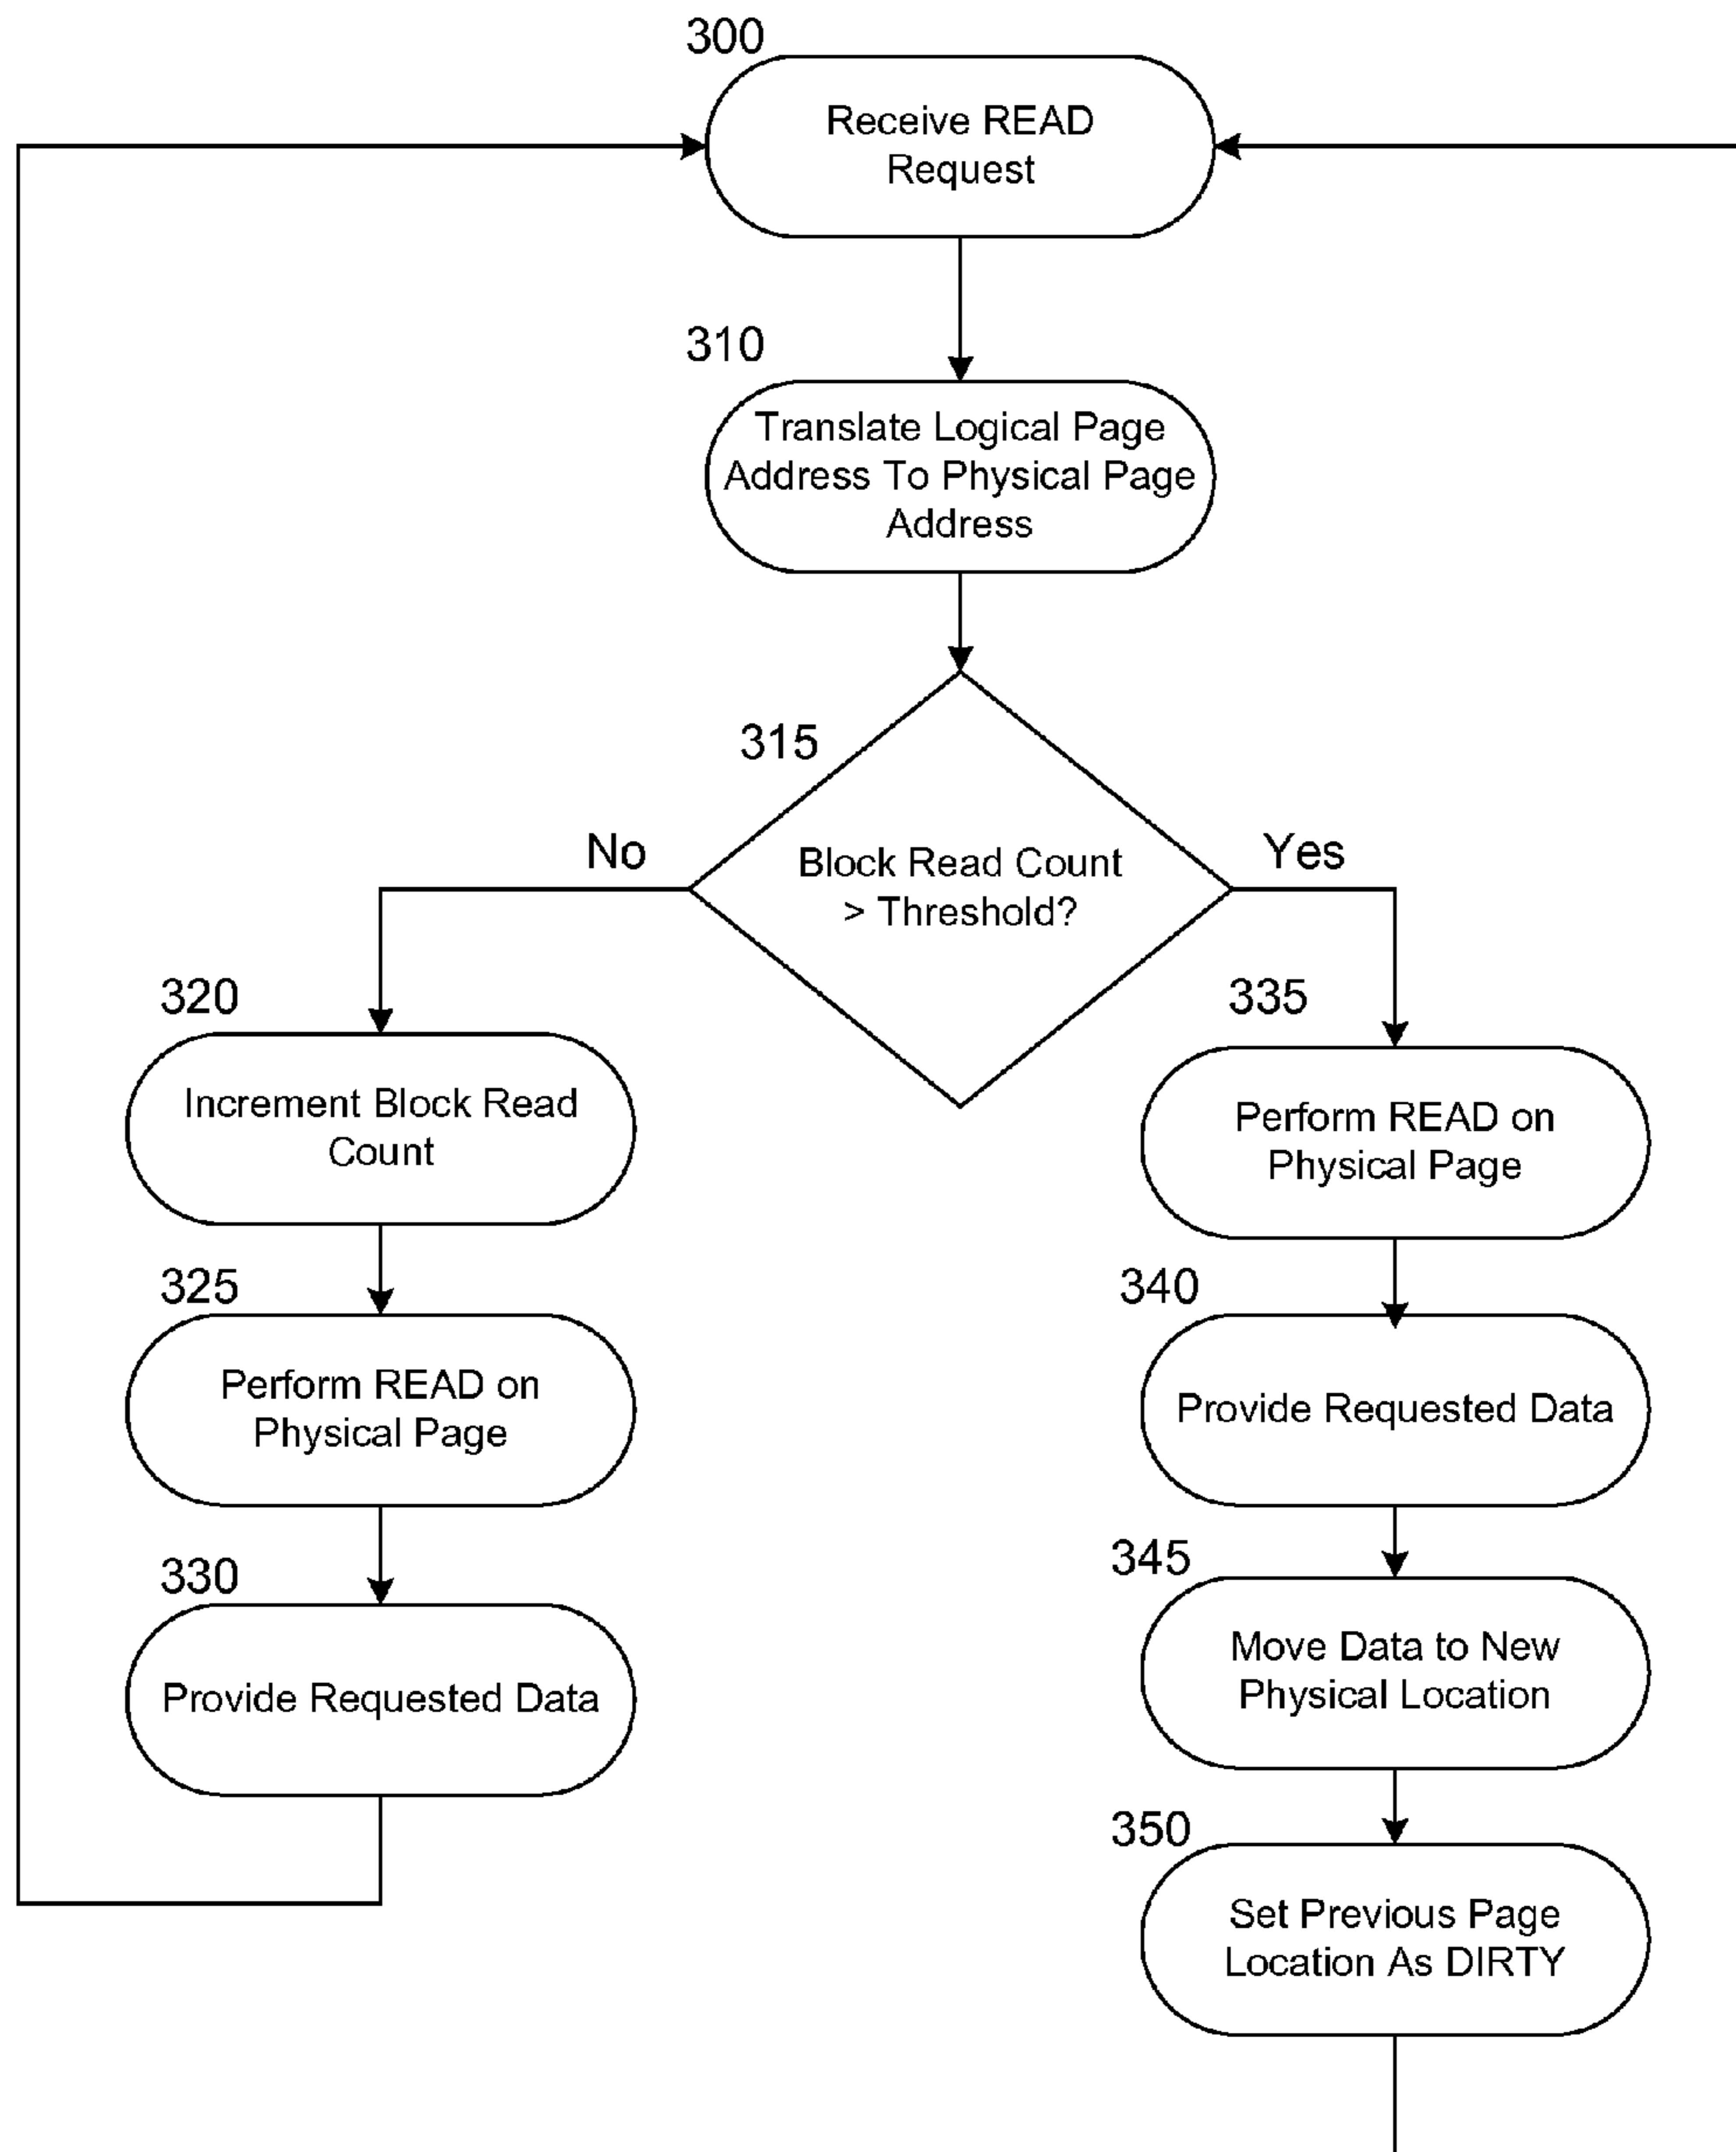 300
Receive READ
Request
310
Translate Logical Page
Address To Physical Page
Address
315
No
Block Read Count
> Threshold?
Yes
320
Increment Block Read
Count
325
Perform READ on
Physical Page
330
Provide Requested Data
335
Perform READ on
Physical Page
340
Provide Requested Data
345
Move Data to New
Physical Location
350
Set Previous Page
Location As DIRTY